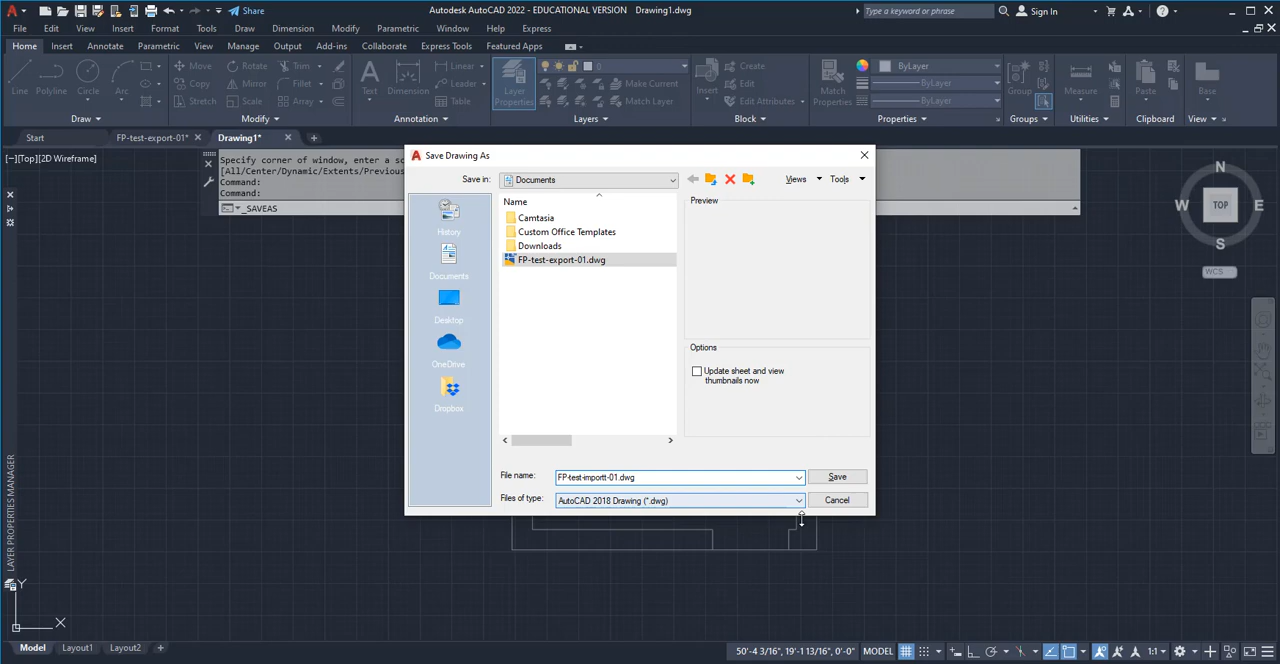 Share
Autodesk AutoCAD 2022 - EDUCATIONAL VERSION Drawing1.dwg
Type a keyword or phrase
Sign In
File Edit View Insert Format Tools Draw Dimension Modify Parametric Window Help Express
Home Insert Annotate Parametric View Manage Output Add-ins Collaborate Express Tools Featured Apps
Line Polyline Circle Arc
Move Rotate Trim
Copy Mirror Fillet
Stretch Scale Array
Text Dimension
Linear
Leader
Table
Layer Properties
0
Make Current
Match Layer
Insert
Create
Edit
Edit Attributes
Match Properties
ByLayer
ByLayer
ByLayer
Group
Measure
Paste
Base
Draw Modify Annotation Layers Block Properties Groups Utilities Clipboard View
Start FP-test-export-01* Drawing1*
[−][Top][2D Wireframe]
Specify corner of window, enter a sc
[All/Center/Dynamic/Extents/Previous
Command:
Command:
_SAVEAS
Save Drawing As
Save in: Documents
Views Tools
History
Documents
Desktop
OneDrive
Dropbox
Name
Camtasia
Custom Office Templates
Downloads
FP-test-export-01.dwg
Preview
Options
Update sheet and view
thumbnails now
File name: FP-test-importt-01.dwg
Save
Files of type: AutoCAD 2018 Drawing (*.dwg)
Cancel
N
W TOP E
S
WCS
LAYER PROPERTIES MANAGER
Y
X
Model Layout1 Layout2 +
50'-4 3/16", 19'-1 13/16", 0'-0" MODEL
1:1